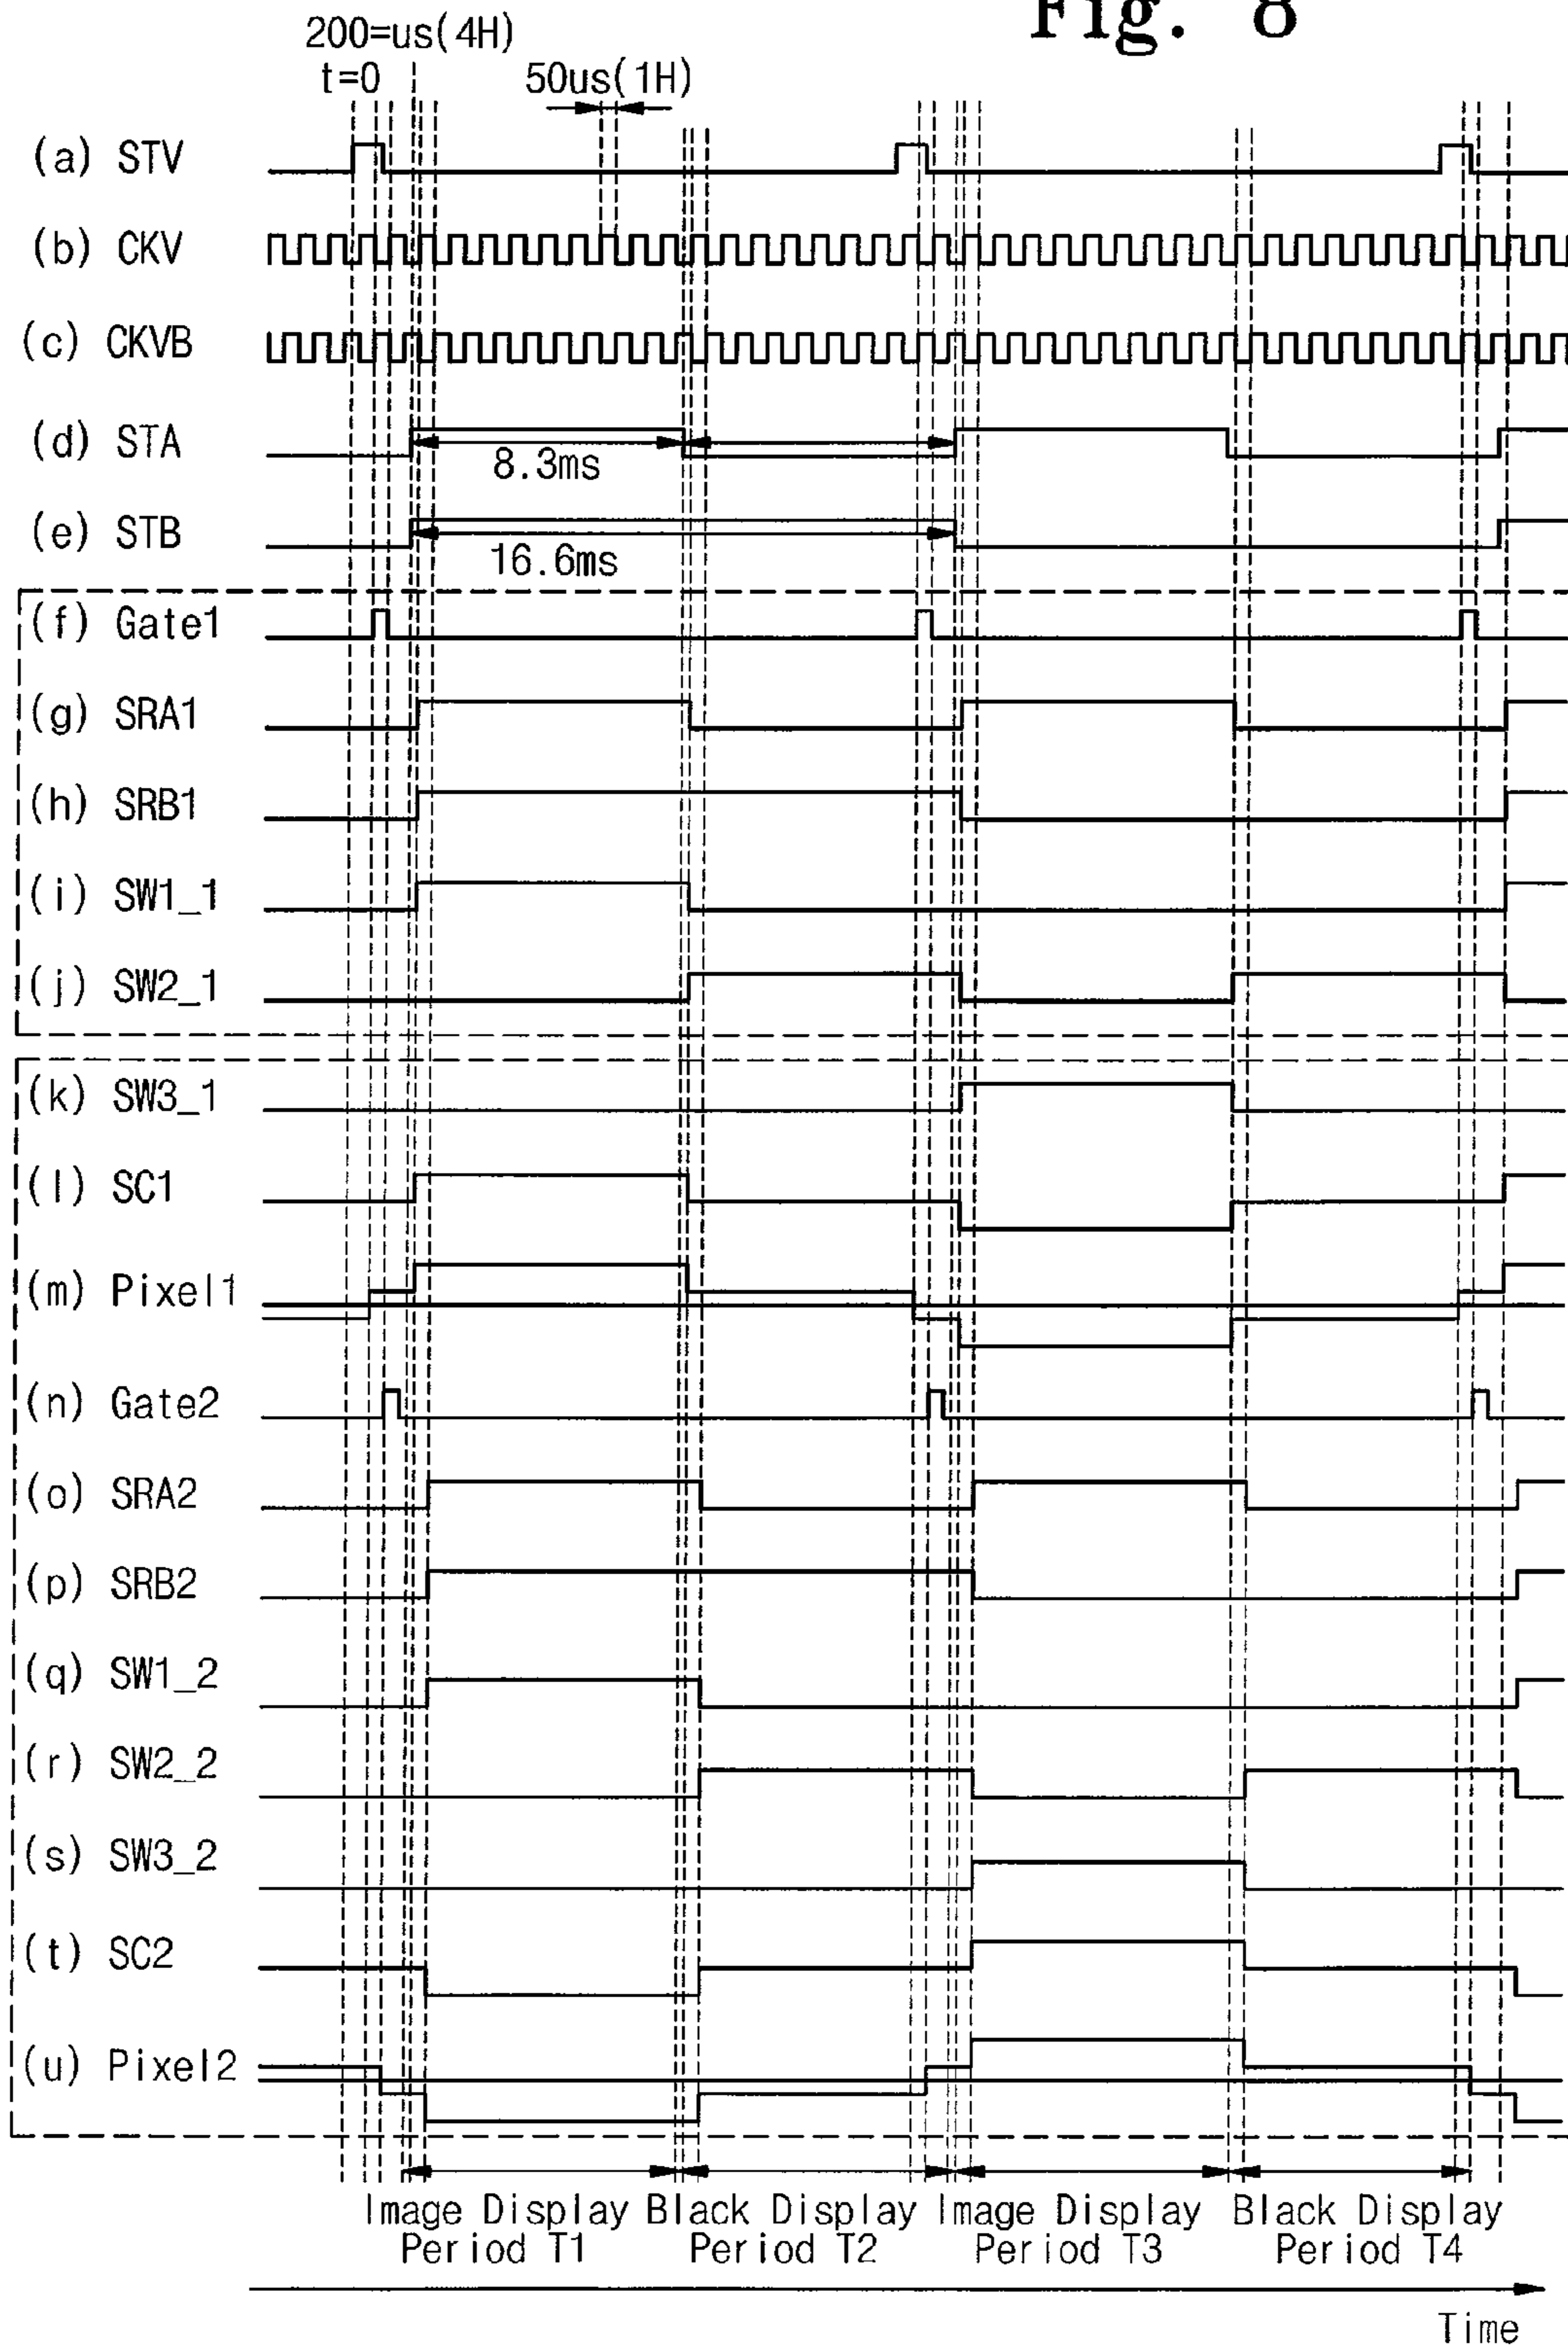 Fig. 8
200=us(4H)
t=0 50us(1H)
(a) STV
(b) CKV
(c) CKVB
(d) STA
8.3ms
(e) STB
16.6ms
(f) Gate1
(g) SRA1
(h) SRB1
(i) SW1_1
(j) SW2_1
(k) SW3_1
(l) SC1
(m) Pixel1
(n) Gate2
(o) SRA2
(p) SRB2
(q) SW1_2
(r) SW2_2
(s) SW3_2
(t) SC2
(u) Pixel2
Image Display Black Display Image Display Black Display
Period T1 Period T2 Period T3 Period T4
Time